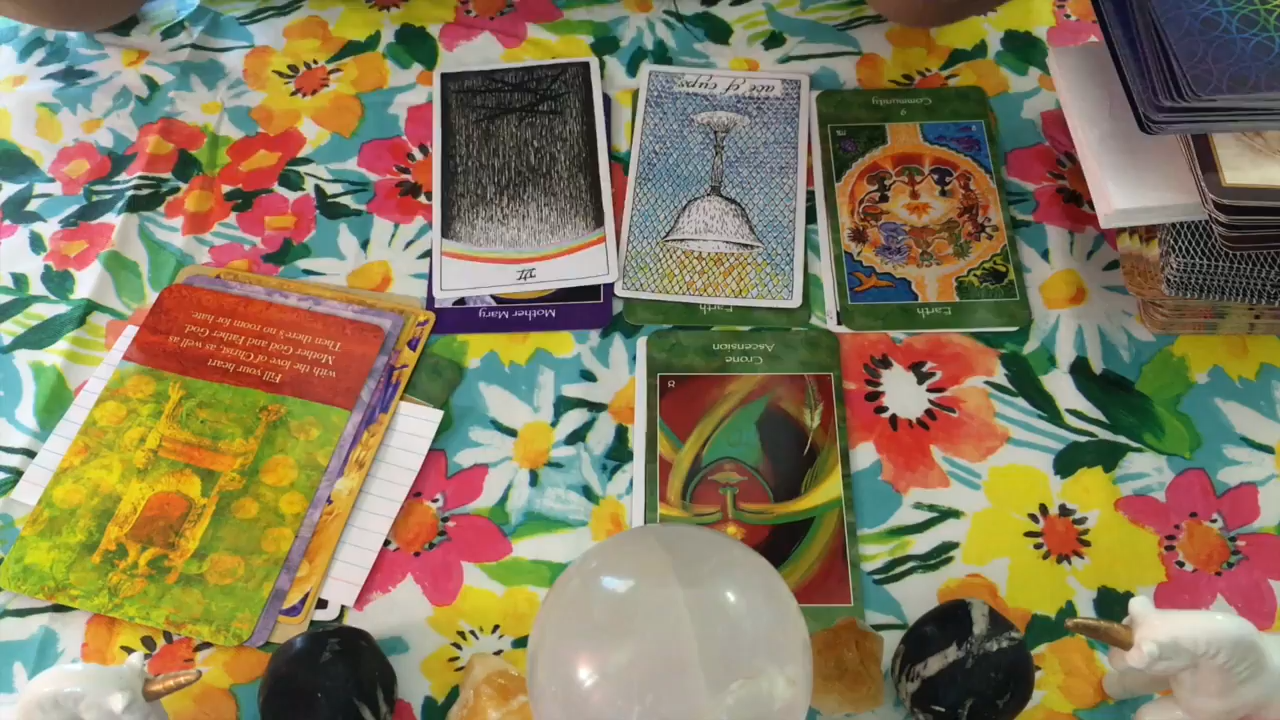 ace of cups
Community
Mother Mary
Earth
Earth
Crone
Ascension
Fill your heart
with the love of Christ, as well as
Mother God and Father God.
Then there's no room for hate.